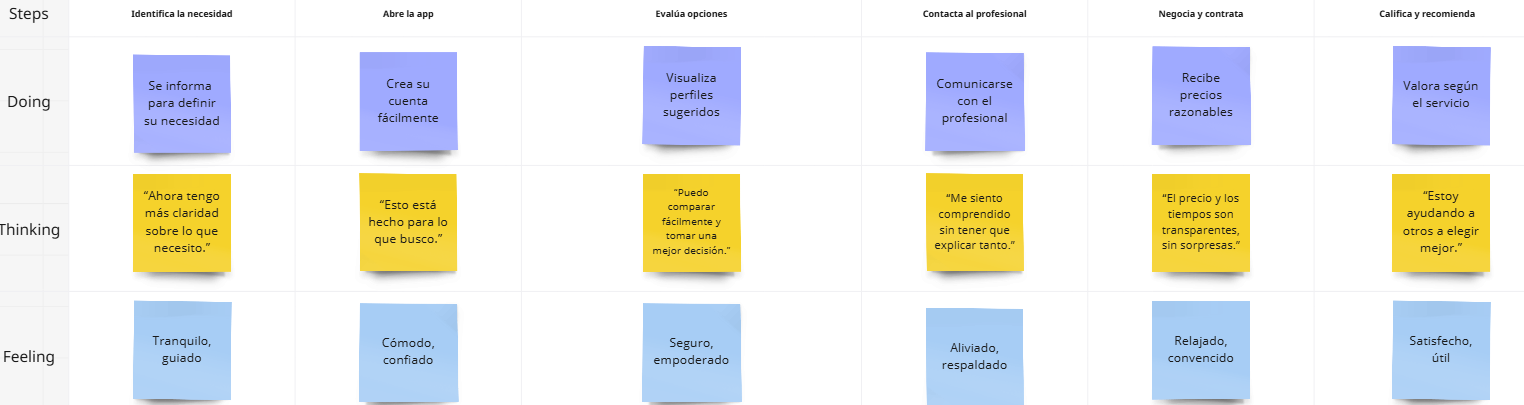 Steps
Identifica la necesidad
Abre la app
Evalúa opciones
Contacta al profesional
Negocia y contrata
Califica y recomienda
Doing
Se informa
para definir
su necesidad
Crea su
cuenta
fácilmente
Visualiza
perfiles
sugeridos
Comunicarse
con el
profesional
Recibe
precios
razonables
Valora según
el servicio
Thinking
“Ahora tengo
más claridad
sobre lo que
necesito.”
“Esto está
hecho para lo
que busco.”
“Puedo
comparar
fácilmente y
tomar una
mejor decisión.”
“Me siento
comprendido
sin tener que
explicar tanto.”
“El precio y los
tiempos son
transparentes,
sin sorpresas.”
“Estoy
ayudando a
otros a elegir
mejor.”
Feeling
Tranquilo,
guiado
Cómodo,
confiado
Seguro,
empoderado
Aliviado,
respaldado
Relajado,
convencido
Satisfecho,
útil